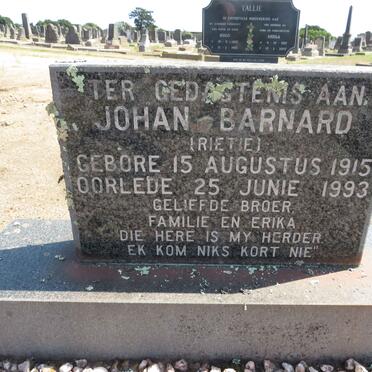 CALLIE
TER GEDAGTENIS AAN
JOHAN BARNARD
(RIETIE)
GEBORE 15 AUGUSTUS 1915
OORLEDE 25 JUNIE 1993
GELIEFDE BROER,
FAMILIE EN ERIKA
DIE HERE IS MY HERDER
EK KOM NIKS KORT NIE"